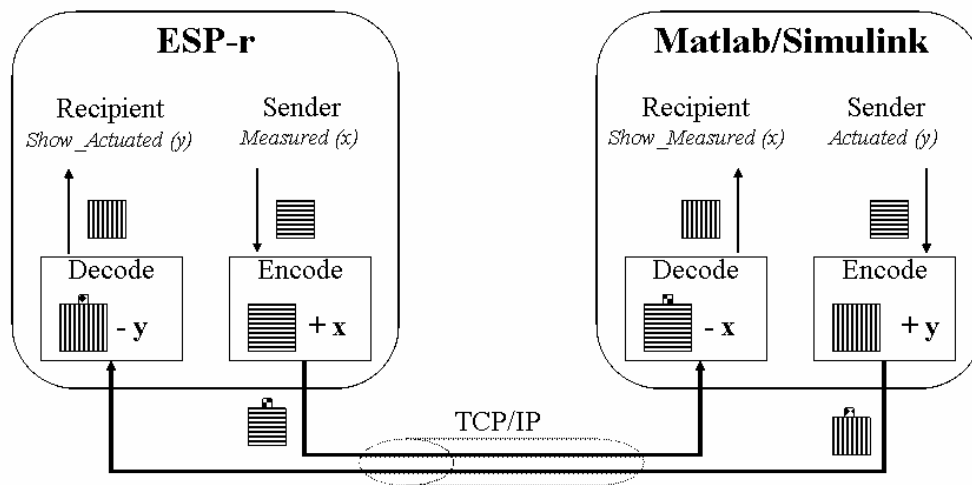 ESP-r
Recipient
Show_Actuated (y)
Sender
Measured (x)
Decode
- y
Encode
+ x
Matlab/Simulink
Recipient
Show_Measured (x)
Sender
Actuated (y)
Decode
- x
Encode
+ y
TCP/IP